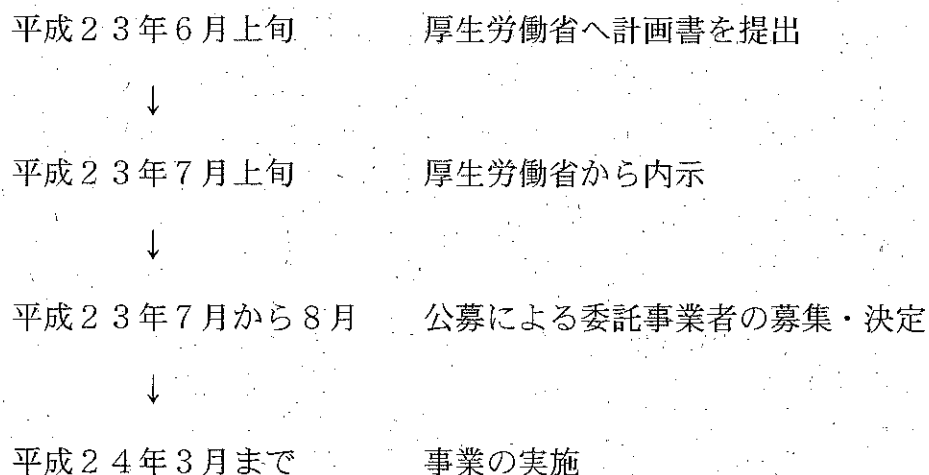 平成２３年６月上旬　厚生労働省へ計画書を提出
↓
平成２３年７月上旬　厚生労働省から内示
↓
平成２３年７月から８月　公募による委託事業者の募集・決定
↓
平成２４年３月まで　事業の実施